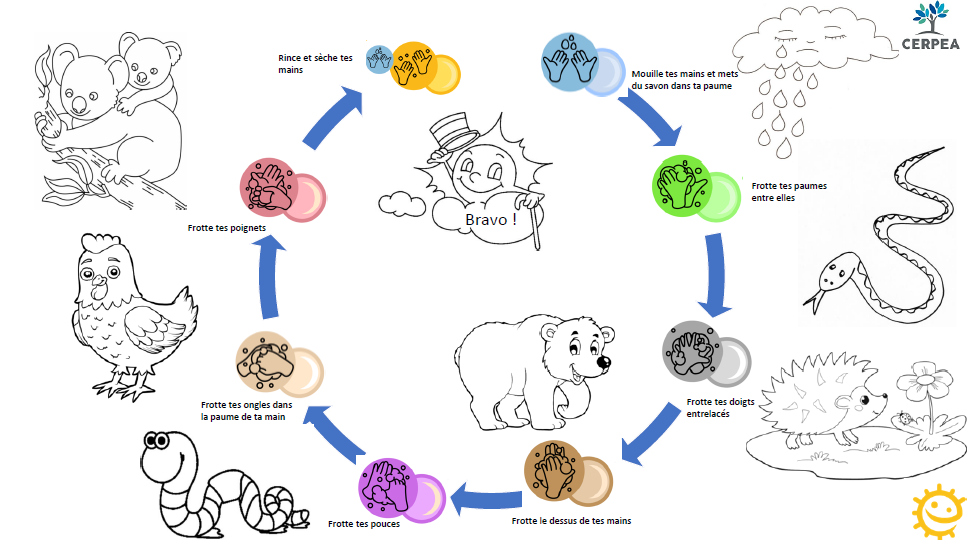 CERPEA
Mouille tes mains et mets
du savon dans ta paume
Frotte tes paumes
entre elles
Frotte tes doigts
entrelacés
Frotte le dessus de tes mains
Frotte tes pouces
Frotte tes ongles dans
la paume de ta main
Frotte tes poignets
Rince et sèche tes
mains
Bravo !